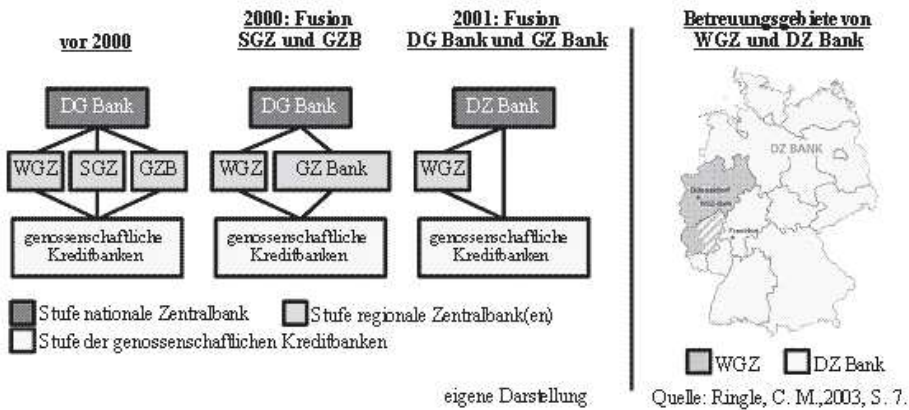 vor 2000
2000: Fusion
SGZ und GZB
2001: Fusion
DG Bank und GZ Bank
Betreuungsgebiete von
WGZ und DZ Bank
DG Bank
WGZ
SGZ
GZB
genossenschaftliche
Kreditbanken
DG Bank
WGZ
GZ Bank
genossenschaftliche
Kreditbanken
DZ Bank
WGZ
genossenschaftliche
Kreditbanken
DZ BANK
Düsseldorf
WGZ-Bank
Frankfurt
Stufe nationale Zentralbank
Stufe regionale Zentralbank(en)
Stufe der genossenschaftlichen Kreditbanken
WGZ
DZ Bank
eigene Darstellung
Quelle: Ringle, C. M.,2003, S. 7.